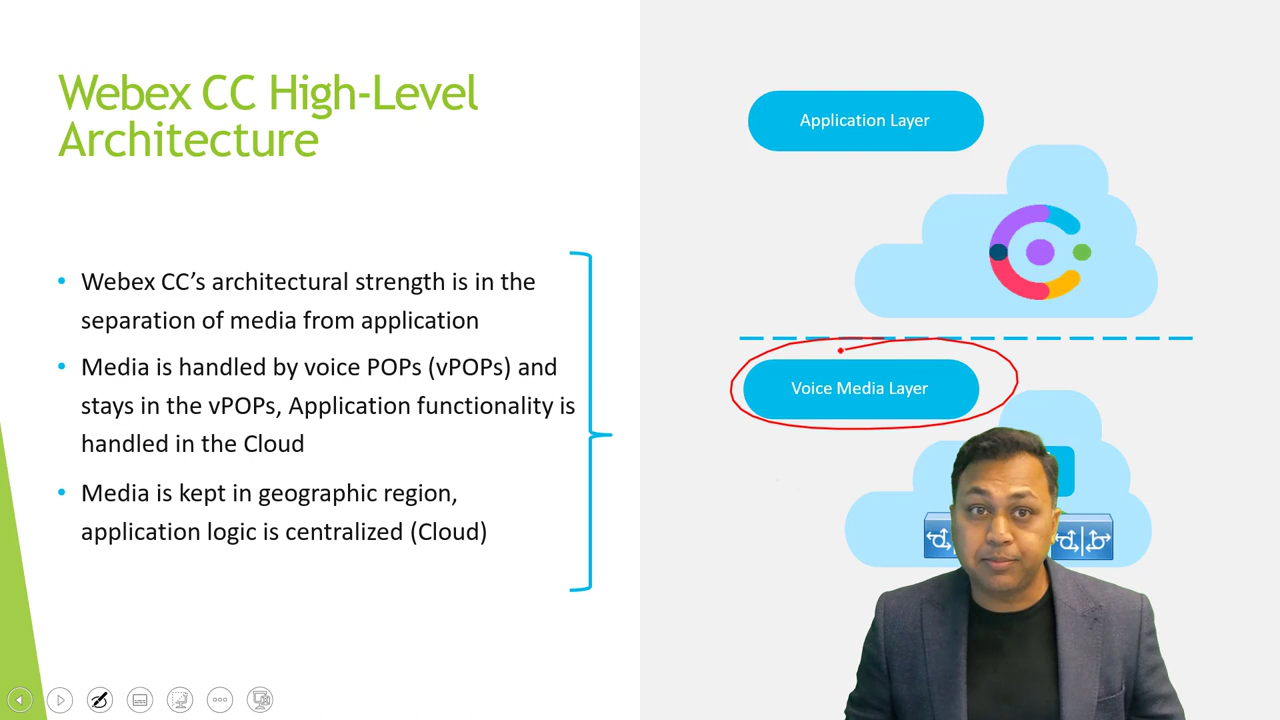 Webex CC High-Level
Architecture
Webex CC’s architectural strength is in the
separation of media from application
Media is handled by voice POPs (vPOPs) and
stays in the vPOPs, Application functionality is
handled in the Cloud
Media is kept in geographic region,
application logic is centralized (Cloud)
Application Layer
Voice Media Layer